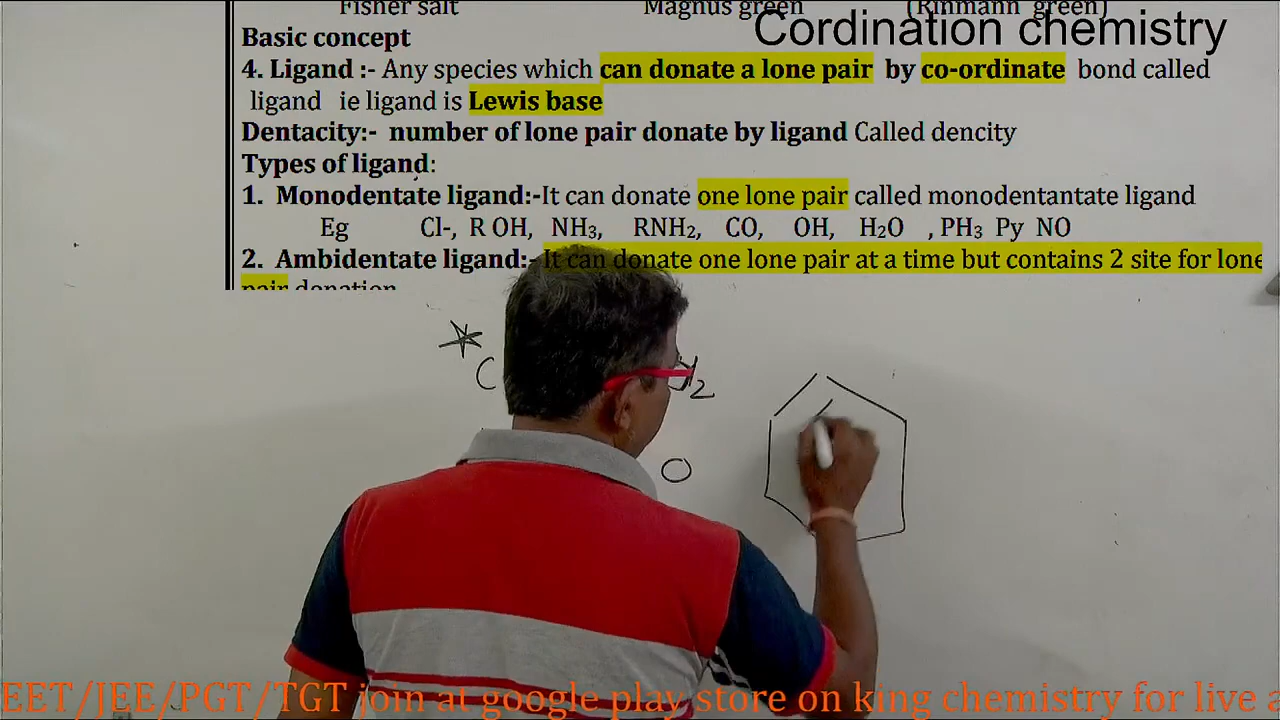 Fisher salt Magnus green (Rinmann green)
Cordination chemistry
Basic concept
4. Ligand :- Any species which can donate a lone pair by co-ordinate bond called
ligand ie ligand is Lewis base
Dentacity:- number of lone pair donate by ligand Called dencity
Types of ligand:
1. Monodentate ligand:-It can donate one lone pair called monodentantate ligand
Eg Cl-, R OH, NH₃, RNH₂, CO, OH, H₂O , PH₃ Py NO
2. Ambidentate ligand:- It can donate one lone pair at a time but contains 2 site for lone
pair donation
C 2
O
EET/JEE/PGT/TGT join at google play store on king chemistry for live